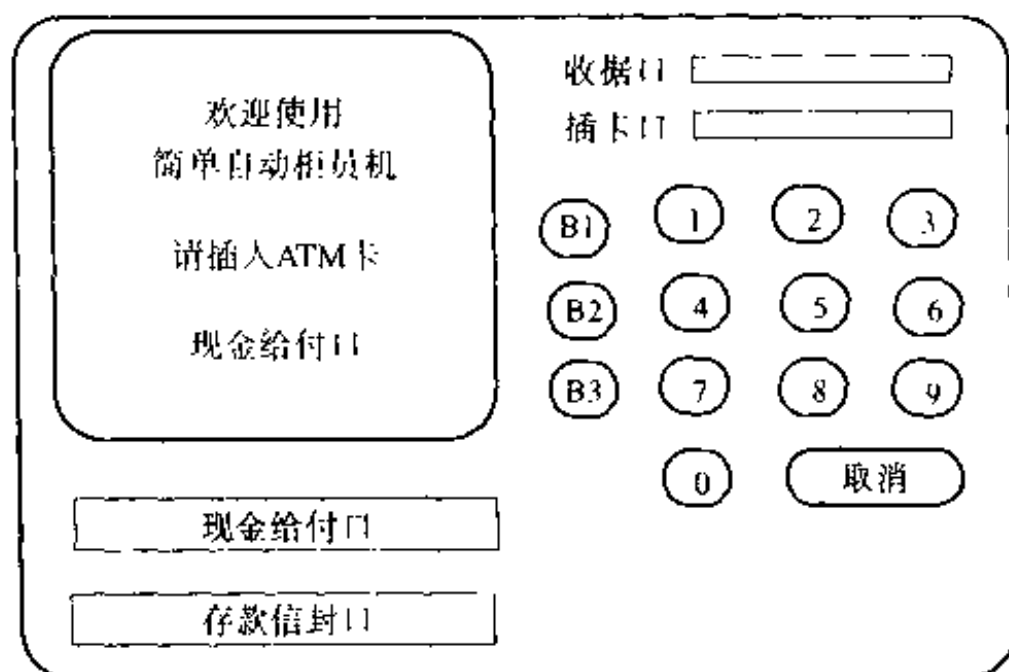 欢迎使用
简单自动柜员机
请插入ATM卡
现金给付口
收据口
插卡口
B1 1 2 3
B2 4 5 6
B3 7 8 9
0 取消
现金给付口
存款信封口